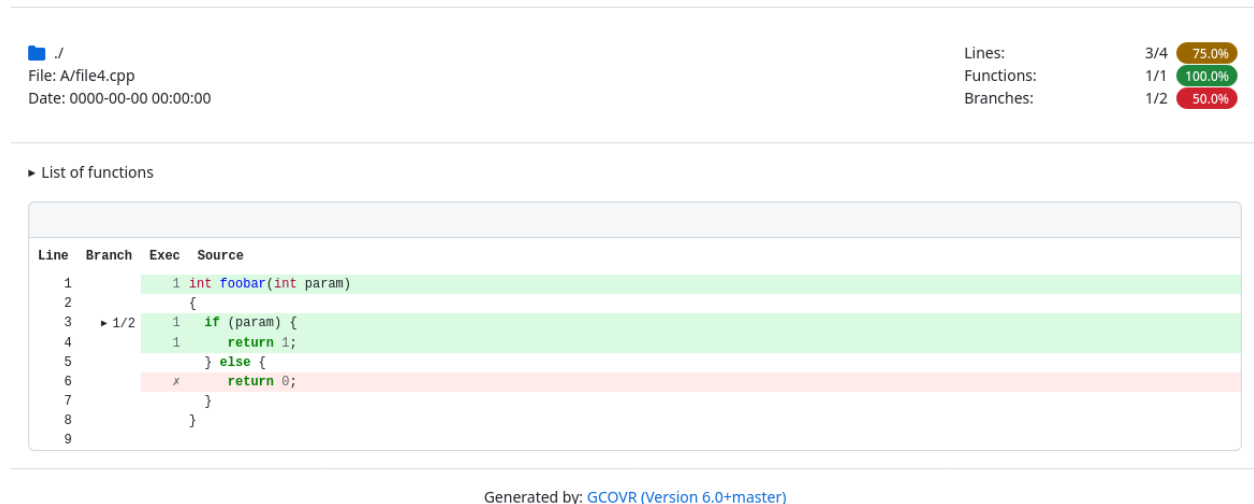 ./
File: A/file4.cpp
Date: 0000-00-00 00:00:00
Lines: 3/4 75.0%
Functions: 1/1 100.0%
Branches: 1/2 50.0%
▸ List of functions
Line Branch Exec Source
1 1 int foobar(int param)
2 {
3 ▸ 1/2 1 if (param) {
4 1 return 1;
5 } else {
6 ✗ return 0;
7 }
8 }
9
Generated by: GCOVR (Version 6.0+master)